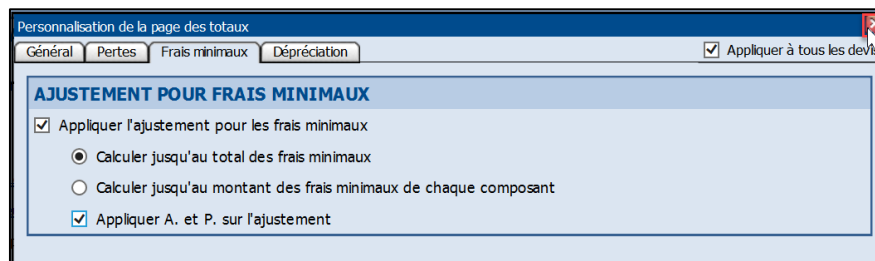 Personnalisation de la page des totaux
Général Pertes Frais minimaux Dépréciation Appliquer à tous les devis
AJUSTEMENT POUR FRAIS MINIMAUX
Appliquer l'ajustement pour les frais minimaux
Calculer jusqu'au total des frais minimaux
Calculer jusqu'au montant des frais minimaux de chaque composant
Appliquer A. et P. sur l'ajustement